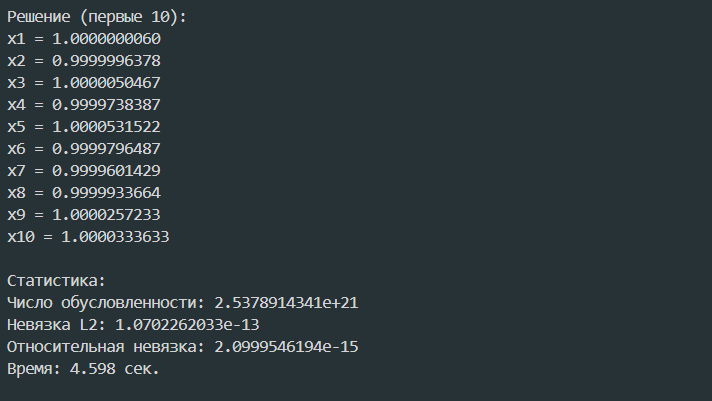 Решение (первые 10):
x1 = 1.0000000060
x2 = 0.9999996378
x3 = 1.0000050467
x4 = 0.9999738387
x5 = 1.0000531522
x6 = 0.9999796487
x7 = 0.9999601429
x8 = 0.9999933664
x9 = 1.0000257233
x10 = 1.0000333633
Статистика:
Число обусловленности: 2.5378914341e+21
Невязка L2: 1.0702262033e-13
Относительная невязка: 2.0999546194e-15
Время: 4.598 сек.